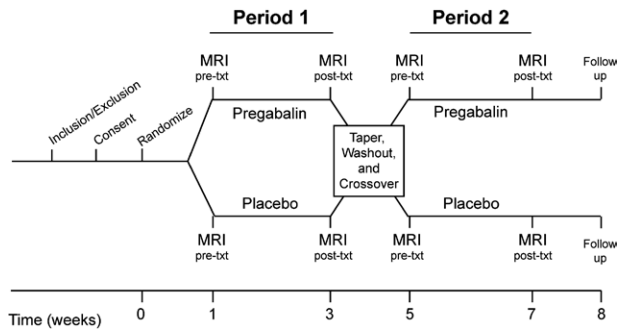 Period 1
Period 2
MRI
pre-txt
MRI
post-txt
MRI
pre-txt
MRI
post-txt
Follow-
up
Inclusion/Exclusion
Consent
Randomize
Pregabalin
Pregabalin
Taper,
Washout,
and
Crossover
Placebo
Placebo
MRI
pre-txt
MRI
post-txt
MRI
pre-txt
MRI
post-txt
Follow-
up
Time (weeks)
0
1
3
5
7
8